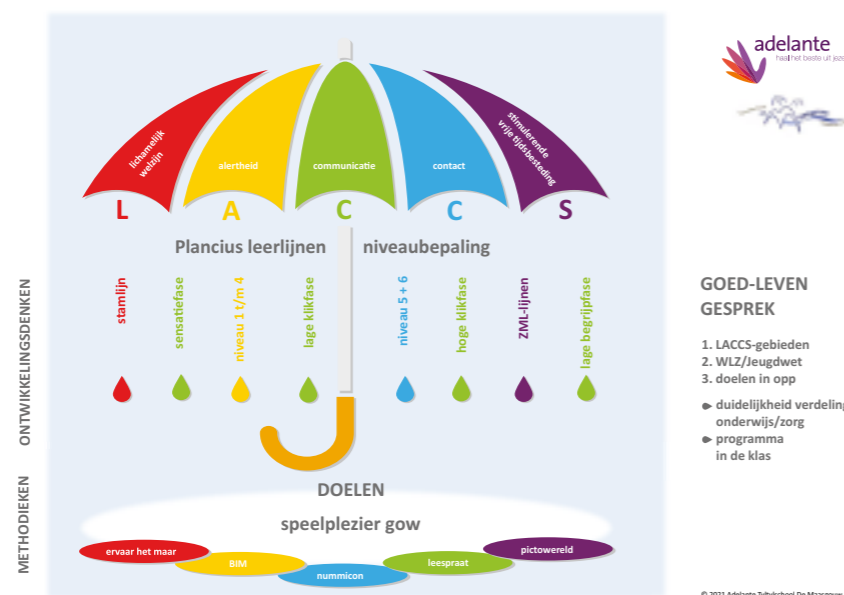 adelante
haal het beste uit jeze
lichamelijk
welzijn
alertheid
communicatie
contact
stimulerende
vrije tijdsbesteding
L
A
C
C
S
Plancius leerlijnen
niveaubepaling
ONTWIKKELINGSDENKEN
stamlijn
sensatiefase
niveau 1 t/m 4
lage klikfase
niveau 5 + 6
hoge klikfase
ZML-lijnen
lage begrijpfase
GOED-LEVEN
GESPREK
1. LACCS-gebieden
2. WLZ/Jeugdwet
3. doelen in opp
duidelijkheid verdeling
onderwijs/zorg
programma
in de klas
METHODIEKEN
DOELEN
speelplezier gow
ervaar het maar
BIM
nummicon
leespraat
pictowereld
© 2021 Adelante Tyltylschool De Maasgouw